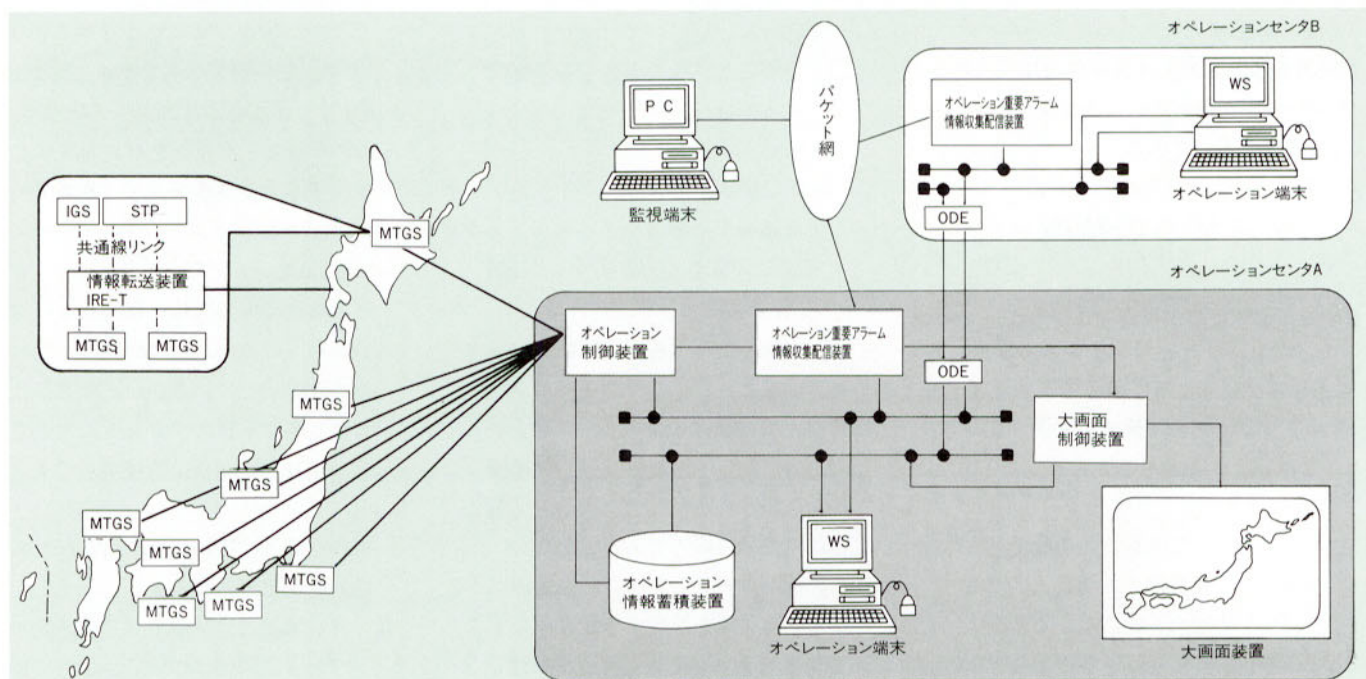 オペレーションセンタB
パケット網
PC
監視端末
オペレーション重要アラーム
情報収集配信装置
WS
オペレーション端末
ODE
IGS
STP
共通線リンク
情報転送装置
IRE-T
MTGS
MTGS
MTGS
MTGS
MTGS
MTGS
MTGS
MTGS
MTGS
MTGS
オペレーションセンタA
オペレーション
制御装置
オペレーション重要アラーム
情報収集配信装置
ODE
大画面
制御装置
オペレーション
情報蓄積装置
WS
オペレーション端末
大画面装置